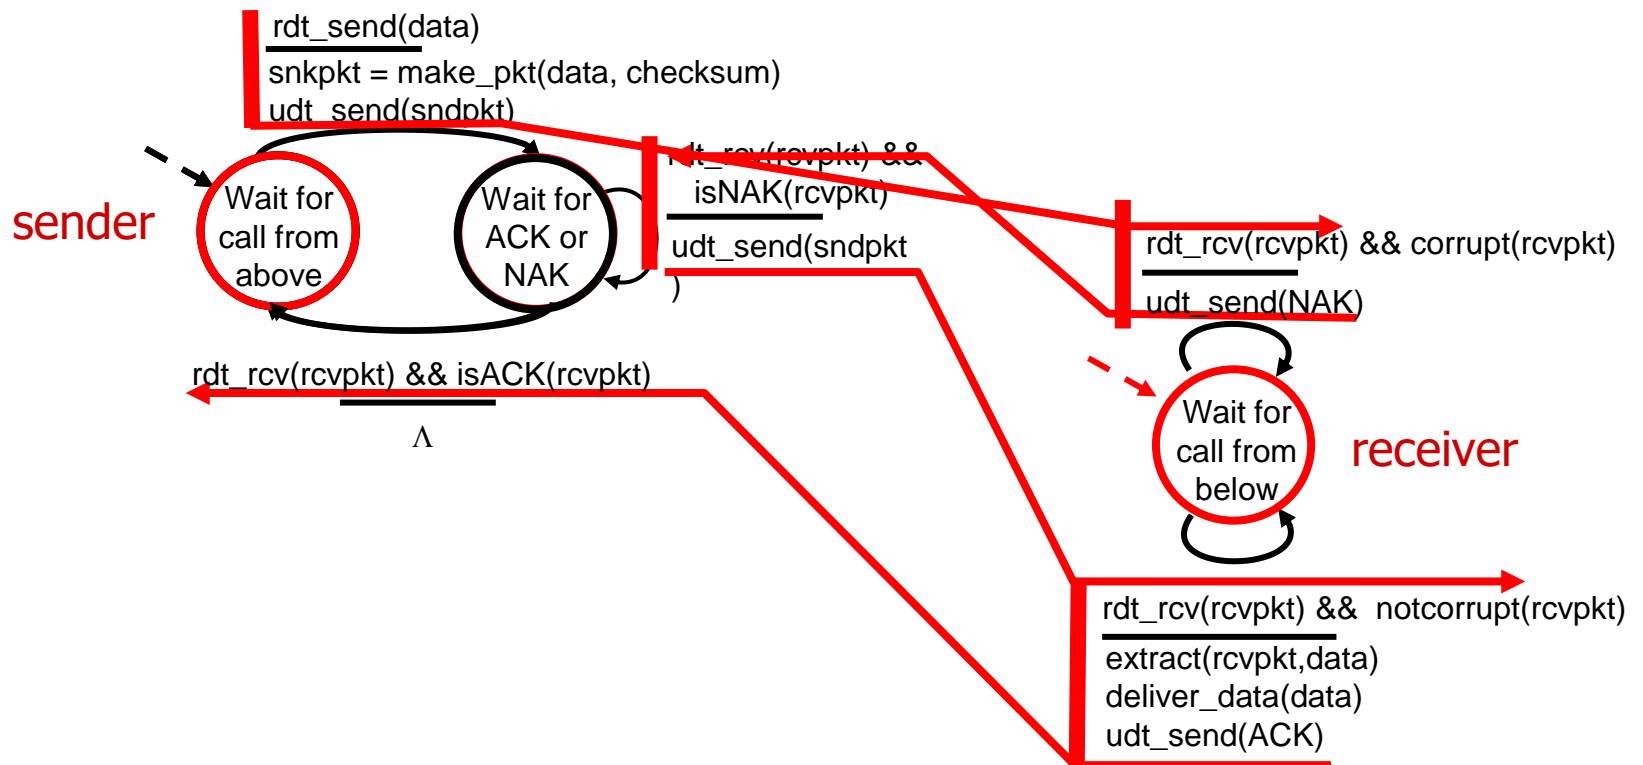 rdt_send(data)
snkpkt = make_pkt(data, checksum)
udt_send(sndpkt)
sender
Wait for
call from
above
Wait for
ACK or
NAK
rdt_rcv(rcvpkt) &&
isNAK(rcvpkt)
udt_send(sndpkt
)
rdt_rcv(rcvpkt) && isACK(rcvpkt)
Λ
rdt_rcv(rcvpkt) && corrupt(rcvpkt)
udt_send(NAK)
Wait for
call from
below
receiver
rdt_rcv(rcvpkt) && notcorrupt(rcvpkt)
extract(rcvpkt,data)
deliver_data(data)
udt_send(ACK)